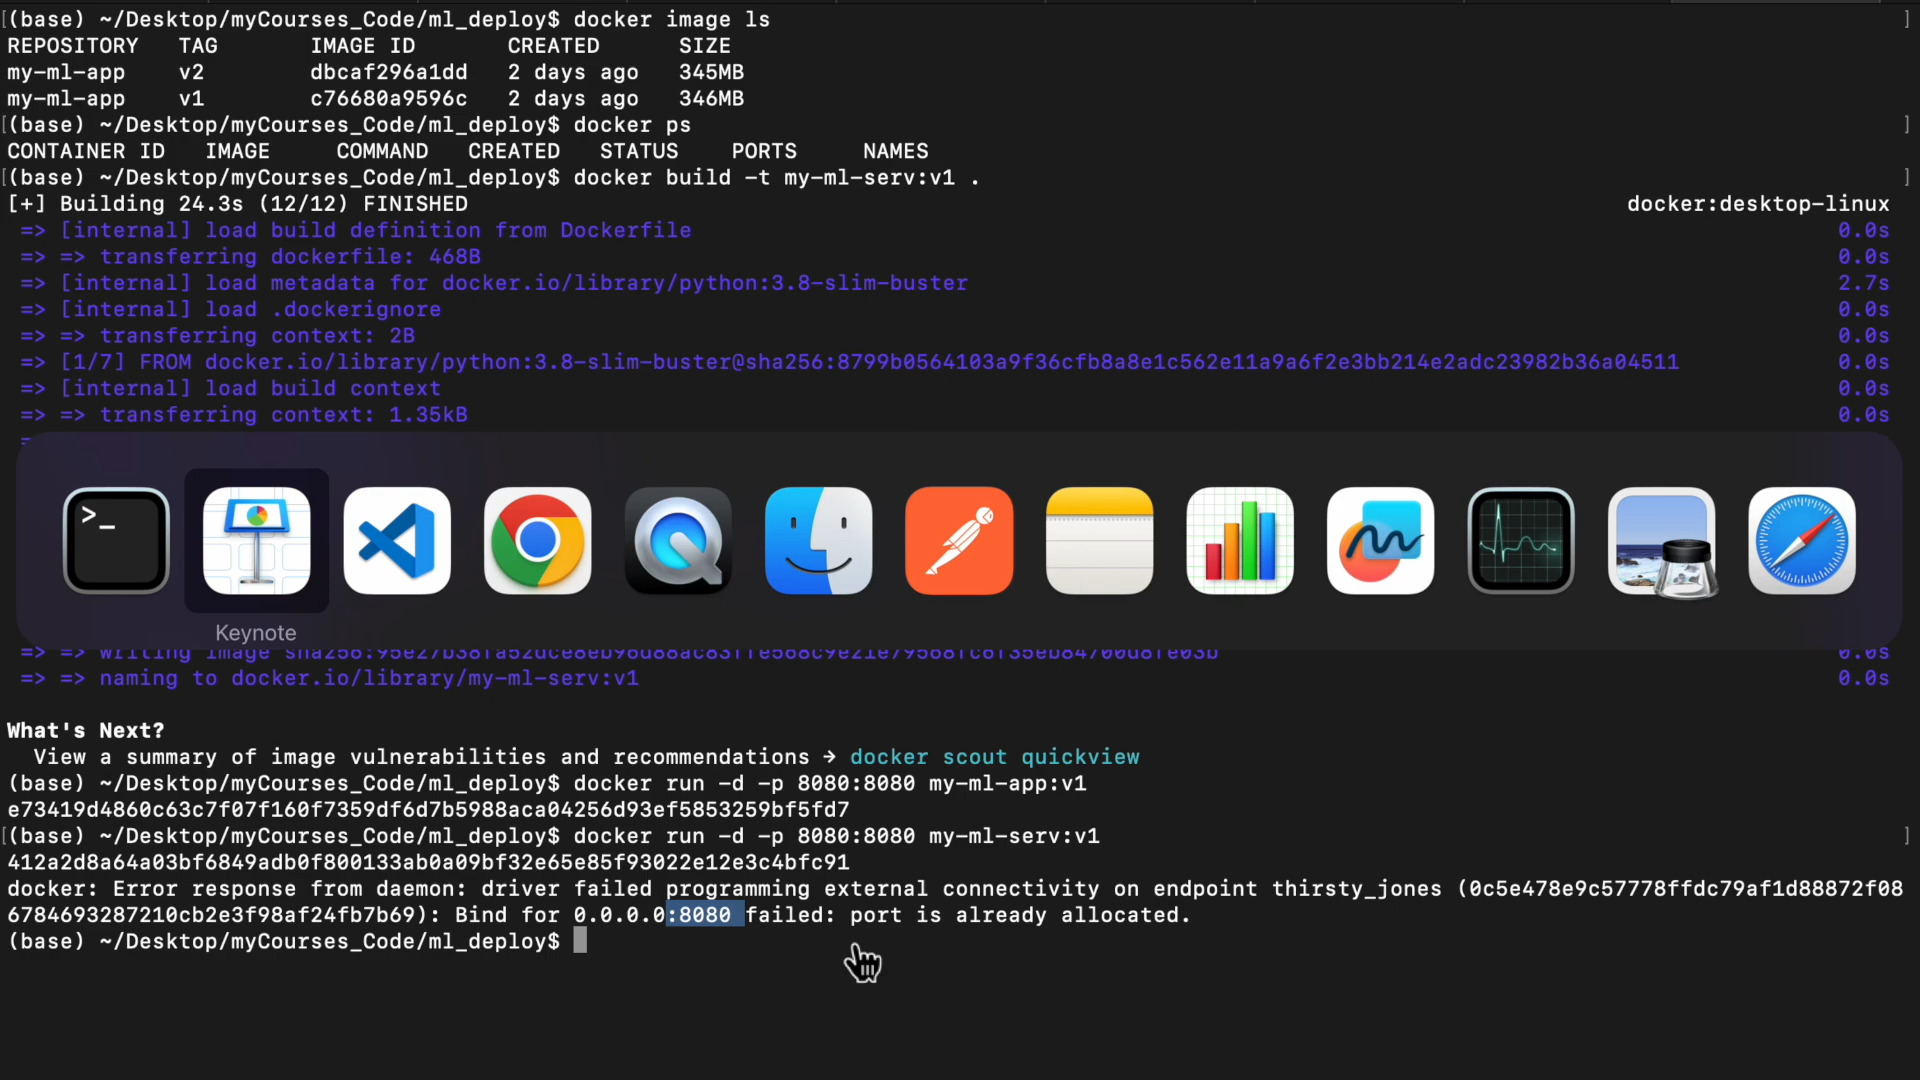 (base) ~/Desktop/myCourses_Code/ml_deploy$ docker image ls
REPOSITORY TAG IMAGE ID CREATED SIZE
my-ml-app v2 dbcaf296a1dd 2 days ago 345MB
my-ml-app v1 c76680a9596c 2 days ago 346MB
(base) ~/Desktop/myCourses_Code/ml_deploy$ docker ps
CONTAINER ID IMAGE COMMAND CREATED STATUS PORTS NAMES
(base) ~/Desktop/myCourses_Code/ml_deploy$ docker build -t my-ml-serv:v1 .
[+] Building 24.3s (12/12) FINISHED docker:desktop-linux
=> [internal] load build definition from Dockerfile 0.0s
=> => transferring dockerfile: 468B 0.0s
=> [internal] load metadata for docker.io/library/python:3.8-slim-buster 2.7s
=> [internal] load .dockerignore 0.0s
=> => transferring context: 2B 0.0s
=> [1/7] FROM docker.io/library/python:3.8-slim-buster@sha256:8799b0564103a9f36cfb8a8e1c562e11a9a6f2e3bb214e2adc23982b36a04511 0.0s
=> [internal] load build context 0.0s
=> => transferring context: 1.35kB 0.0s
>_
Keynote
=> => writing image 0.0s
=> => naming to docker.io/library/my-ml-serv:v1 0.0s
What's Next?
View a summary of image vulnerabilities and recommendations → docker scout quickview
(base) ~/Desktop/myCourses_Code/ml_deploy$ docker run -d -p 8080:8080 my-ml-app:v1
e73419d4860c63c7f07f160f7359df6d7b5988aca04256d93ef5853259bf5fd7
(base) ~/Desktop/myCourses_Code/ml_deploy$ docker run -d -p 8080:8080 my-ml-serv:v1
412a2d8a64a03bf6849adb0f800133ab0a09bf32e65e85f93022e12e3c4bfc91
docker: Error response from daemon: driver failed programming external connectivity on endpoint thirsty_jones (0c5e478e9c57778ffdc79af1d88872f08
6784693287210cb2e3f98af24fb7b69): Bind for 0.0.0.0:8080 failed: port is already allocated.
(base) ~/Desktop/myCourses_Code/ml_deploy$